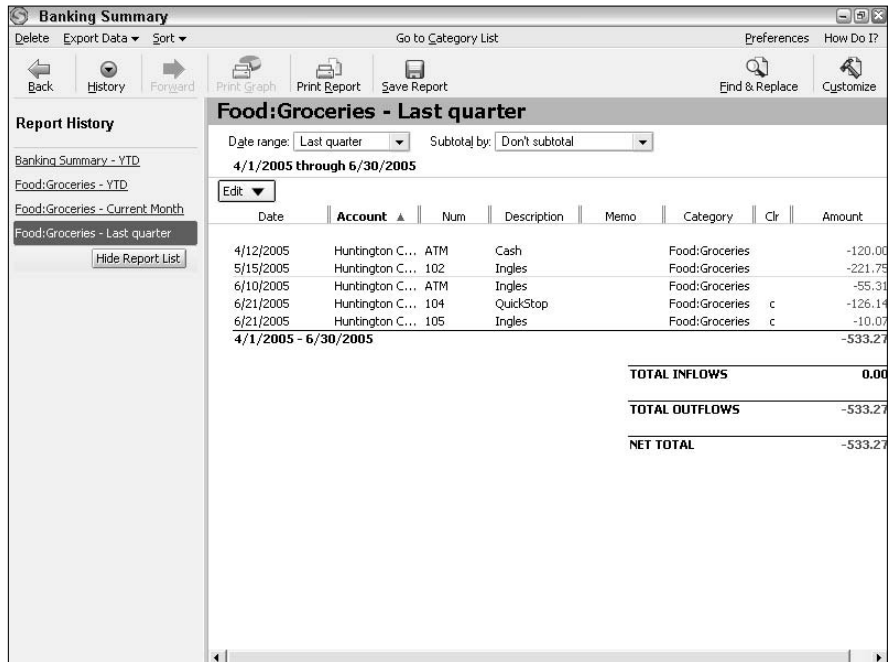 Banking Summary
Delete Export Data Sort Go to Category List Preferences How Do I?
Back History Forward Print Graph Print Report Save Report Find & Replace Customize
Report History
Banking Summary - YTD
Food:Groceries - YTD
Food:Groceries - Current Month
Food:Groceries - Last quarter
Hide Report List
Food:Groceries - Last quarter
Date range: Last quarter Subtotal by: Don't subtotal
4/1/2005 through 6/30/2005
Edit
Date Account Num Description Memo Category Clr Amount
4/12/2005 Huntington C... ATM Cash Food:Groceries -120.00
5/15/2005 Huntington C... 102 Ingles Food:Groceries -221.75
6/10/2005 Huntington C... ATM Ingles Food:Groceries -55.31
6/21/2005 Huntington C... 104 QuickStop Food:Groceries c -126.14
6/21/2005 Huntington C... 105 Ingles Food:Groceries c -10.07
4/1/2005 - 6/30/2005 -533.27
TOTAL INFLOWS 0.00
TOTAL OUTFLOWS -533.27
NET TOTAL -533.27